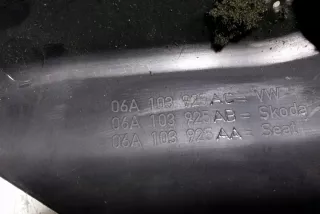 06A 103 925 AC = VW
06A 103 925 AB = Skoda
06A 103 925 AA = Seat